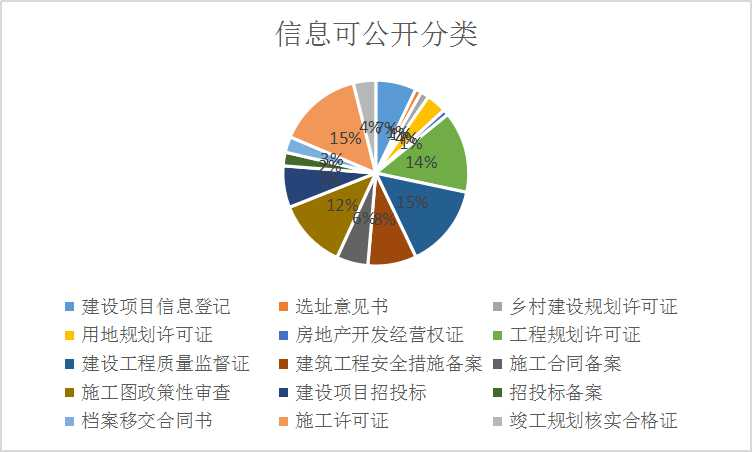 信息可公开分类
4%
7%
1%
4%
1%
15%
14%
3%
2%
15%
12%
6%
8%
建设项目信息登记
选址意见书
乡村建设规划许可证
用地规划许可证
房地产开发经营权证
工程规划许可证
建设工程质量监督证
建筑工程安全措施备案
施工合同备案
施工图政策性审查
建设项目招投标
招投标备案
档案移交合同书
施工许可证
竣工规划核实合格证